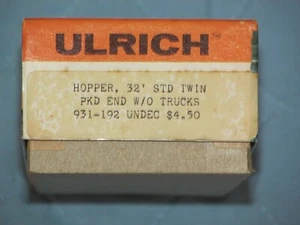 ULRICH
HOPPER, 32' STD TWIN
PKD END W/O TRUCKS
931-192 UNDEC $4.50